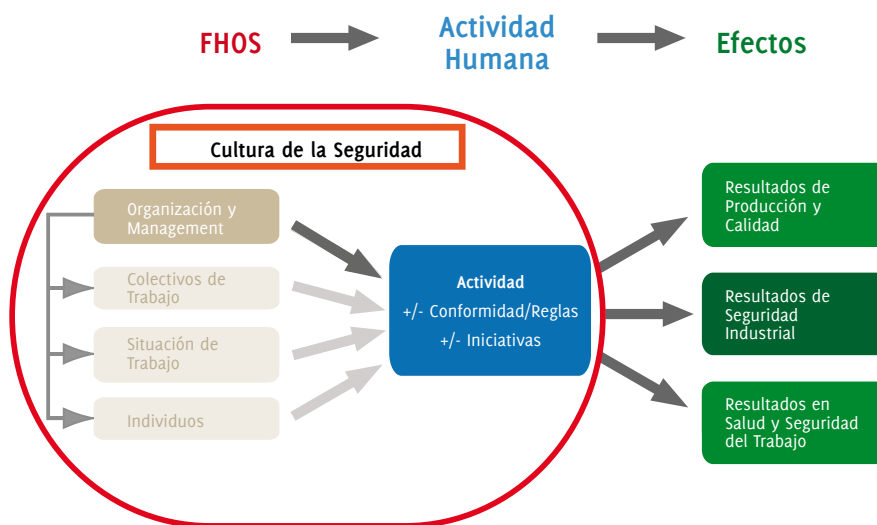 FHOS
Actividad
Humana
Efectos
Cultura de la Seguridad
Organización y
Management
Colectivos de
Trabajo
Situación de
Trabajo
Individuos
Actividad
+/- Conformidad/Reglas
+/- Iniciativas
Resultados de
Producción y
Calidad
Resultados de
Seguridad
Industrial
Resultados en
Salud y Seguridad
del Trabajo